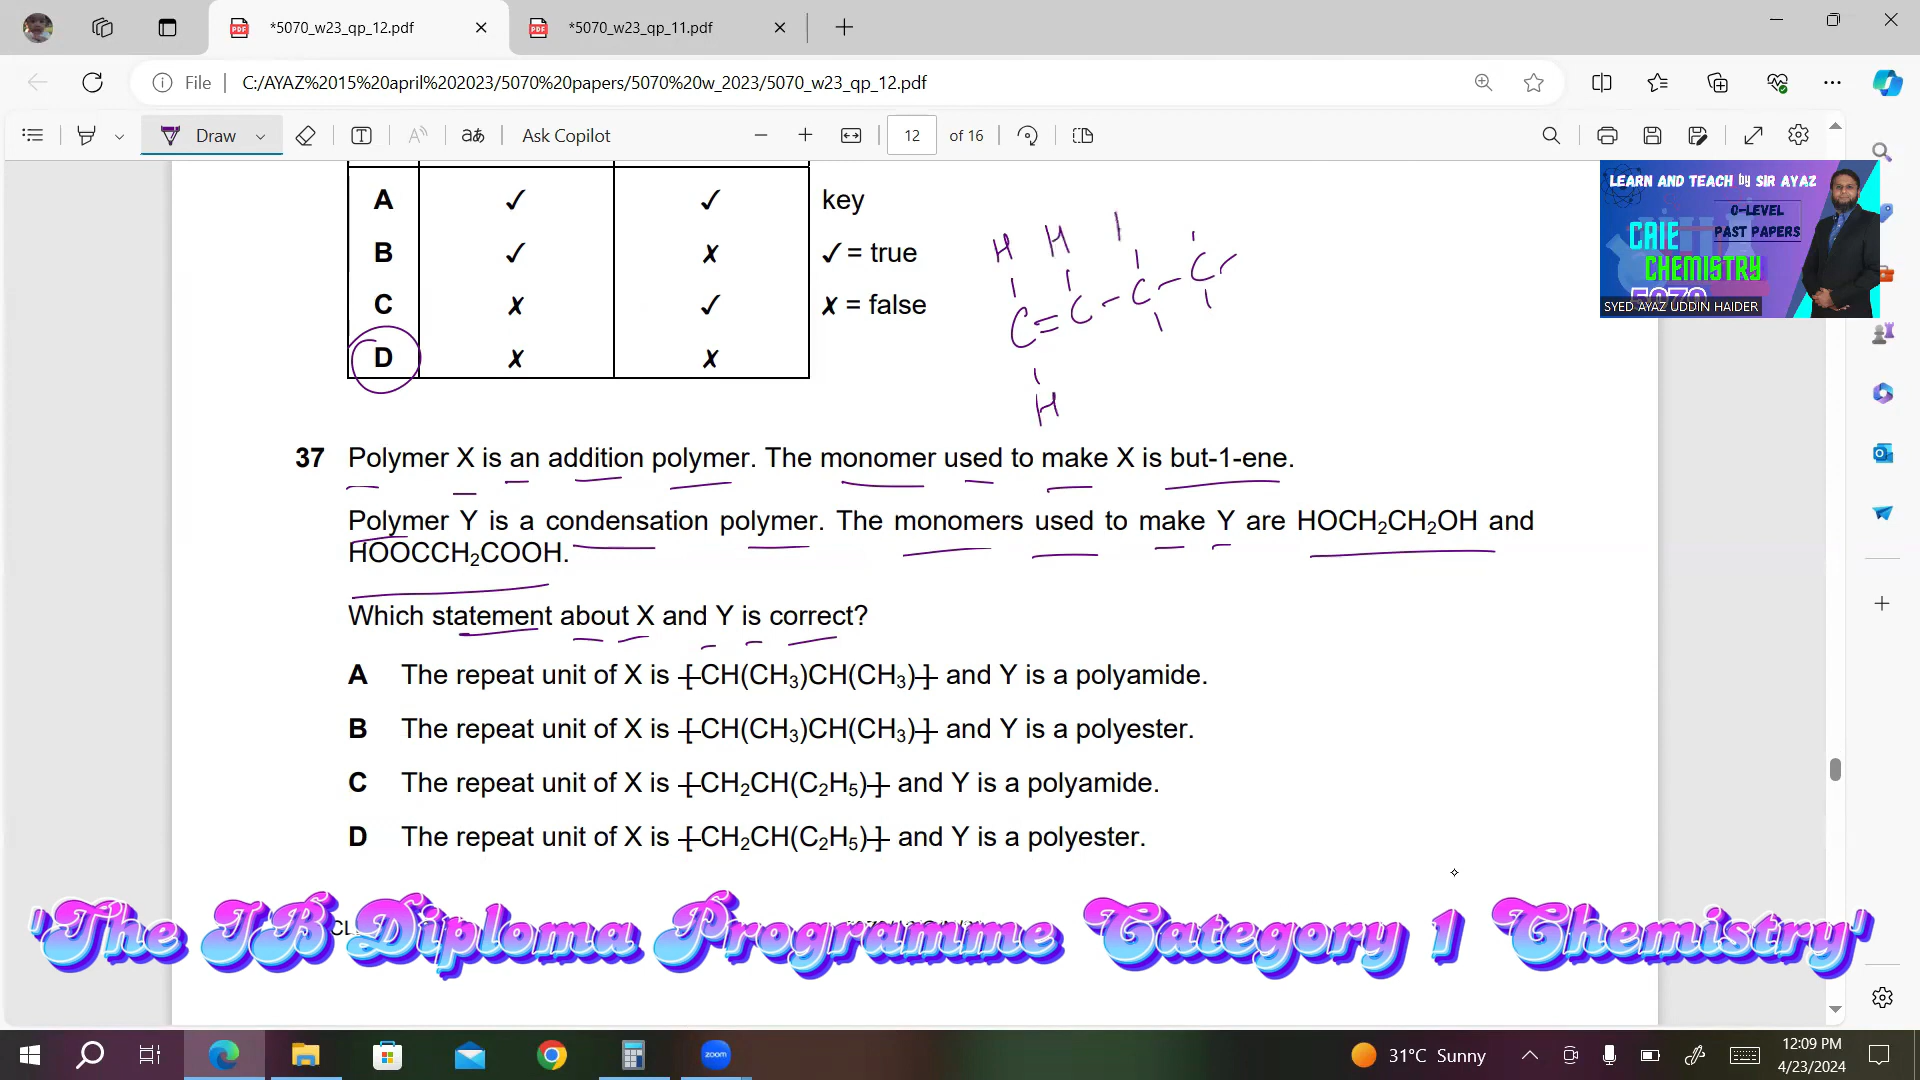 *5070_w23_qp_12.pdf
*5070_w23_qp_11.pdf
File
C:/AYAZ%2015%20april%202023/5070%20papers/5070%20w_2023/5070_w23_qp_12.pdf
Draw
aあ
Ask Copilot
12
of 16
A ✓ ✓ key
B ✓ ✗ ✓ = true
C ✗ ✓ ✗ = false
D ✗ ✗
H H
C = C - C - C
H
LEARN AND TEACH by SIR AYAZ
O-LEVEL
PAST PAPERS
CAIE
CHEMISTRY
5070
SYED AYAZ UDDIN HAIDER
37 Polymer X is an addition polymer. The monomer used to make X is but-1-ene.
Polymer Y is a condensation polymer. The monomers used to make Y are HOCH₂CH₂OH and
HOOCCH₂COOH.
Which statement about X and Y is correct?
A The repeat unit of X is -[-CH(CH₃)CH(CH₃)-]- and Y is a polyamide.
B The repeat unit of X is -[-CH(CH₃)CH(CH₃)-]- and Y is a polyester.
C The repeat unit of X is -[-CH₂CH(C₂H₅)-]- and Y is a polyamide.
D The repeat unit of X is -[-CH₂CH(C₂H₅)-]- and Y is a polyester.
'The IB Diploma Programme Category 1 Chemistry'
zoom
31°C Sunny
12:09 PM
4/23/2024